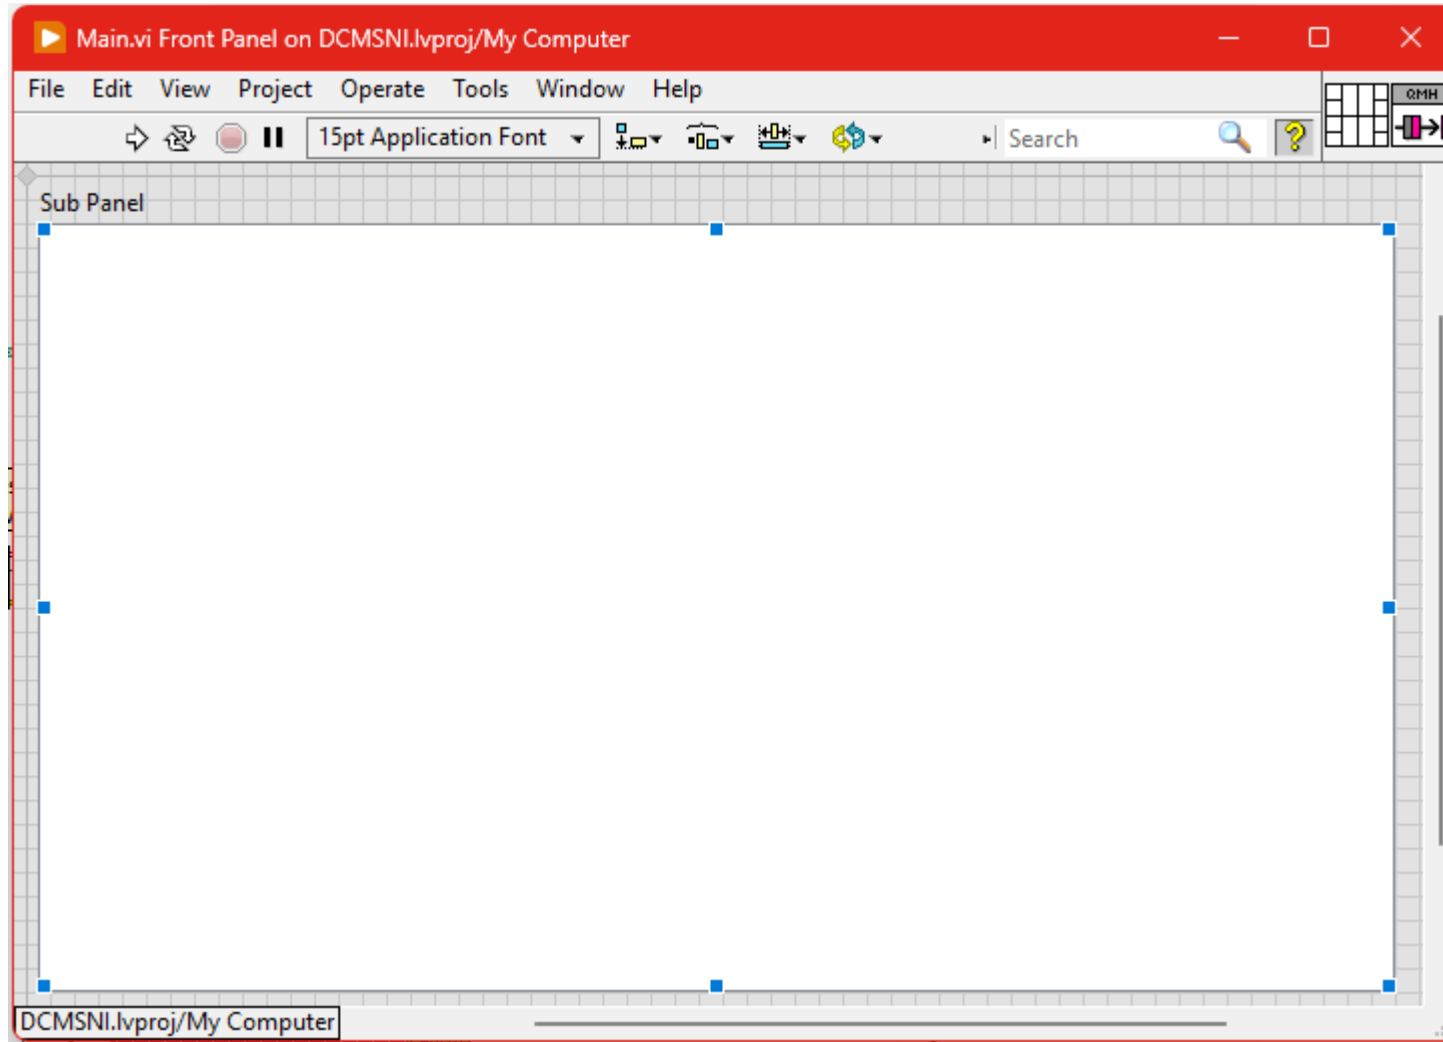 Main.vi Front Panel on DCMSNI.lvproj/My Computer
File Edit View Project Operate Tools Window Help
15pt Application Font
Search
?
QMH
Sub Panel
DCMSNI.lvproj/My Computer